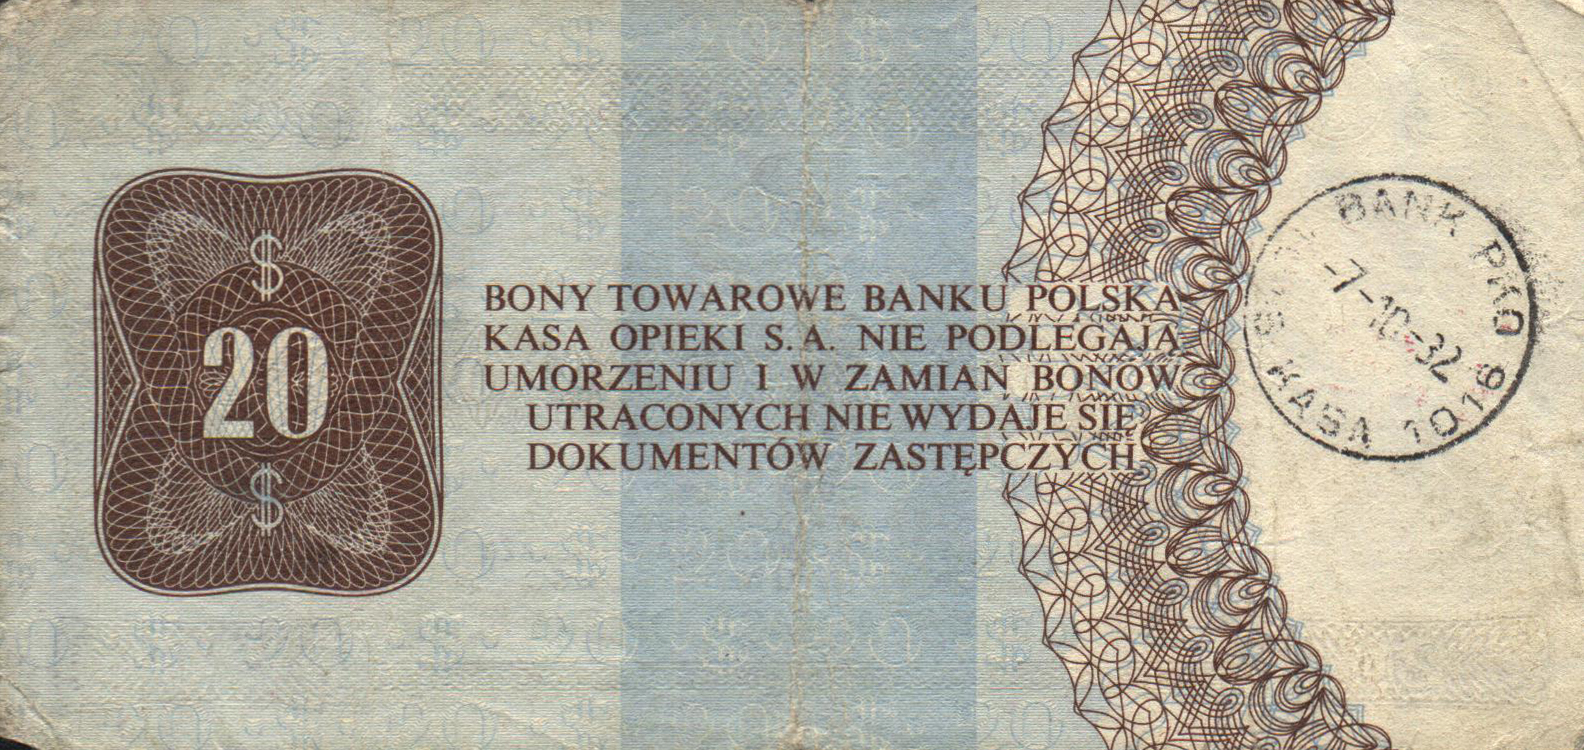 $
20
$
BONY TOWAROWE BANKU POLSKA
KASA OPIEKI S.A. NIE PODLEGAJĄ
UMORZENIU I W ZAMIAN BONÓW
UTRACONYCH NIE WYDAJE SIĘ
DOKUMENTÓW ZASTĘPCZYCH.
BANK PKO
-7-10-32
KASA 1016